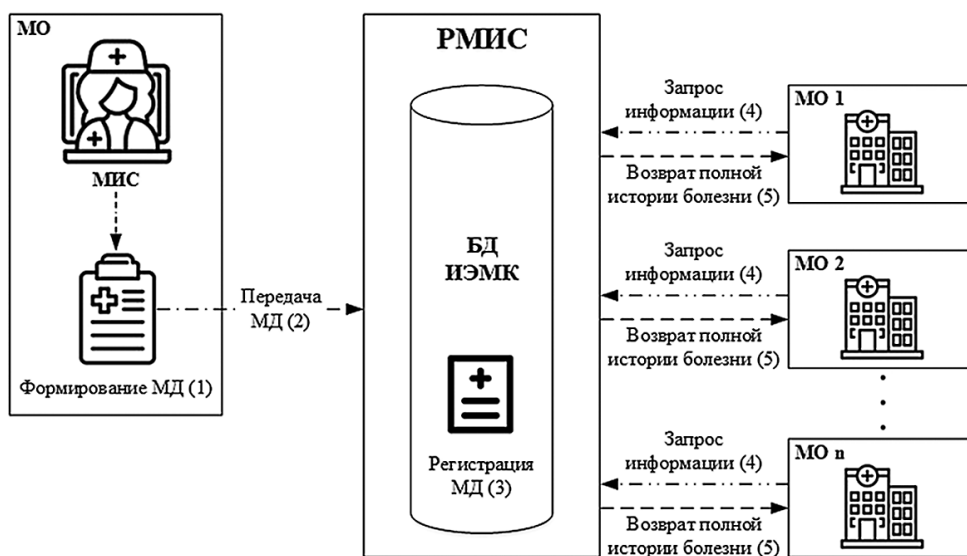 МО
МИС
Формирование МД (1)
Передача
МД (2)
РМИС
БД
ИЭМК
Регистрация
МД (3)
Запрос
информации (4)
Возврат полной
истории болезни (5)
МО 1
Запрос
информации (4)
Возврат полной
истории болезни (5)
МО 2
Запрос
информации (4)
Возврат полной
истории болезни (5)
МО n